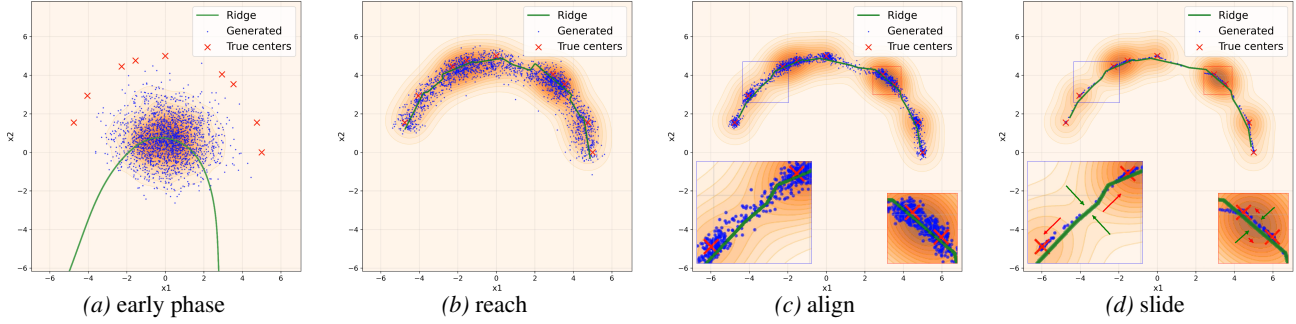 Ridge
Generated
True centers
6
4
2
0
−2
−4
−6
−6 −4 −2 0 2 4 6
x2
x1
(a) early phase
Ridge
Generated
True centers
6
4
2
0
−2
−4
−6
−6 −4 −2 0 2 4 6
x2
x1
(b) reach
Ridge
Generated
True centers
6
4
2
0
−2
−4
−6
−6 −4 −2 0 2 4 6
x2
x1
(c) align
Ridge
Generated
True centers
6
4
2
0
−2
−4
−6
−6 −4 −2 0 2 4 6
x2
x1
(d) slide